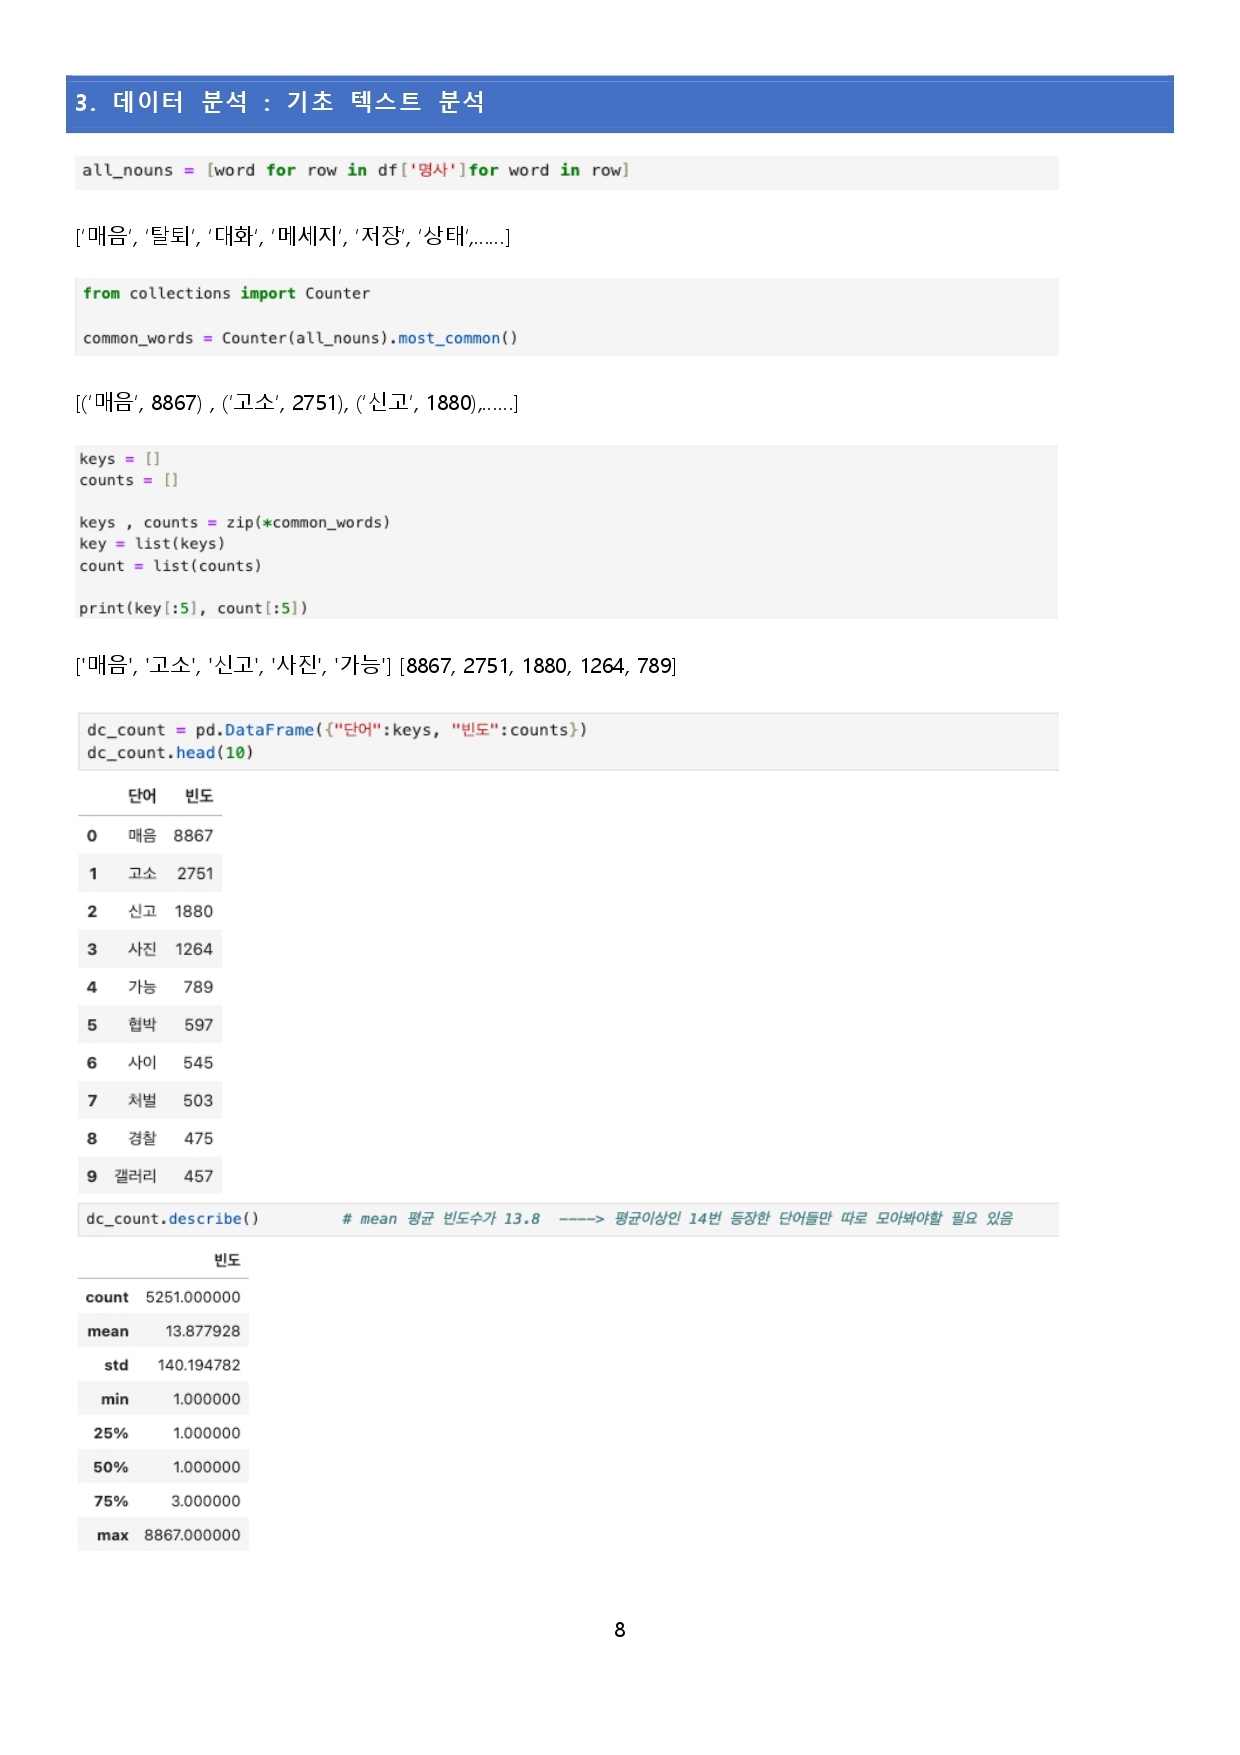 3. 데이터 분석 : 기초 텍스트 분석
all_nouns = [word for row in df['명사']for word in row]
['매음', '탈퇴', '대화', '메세지', '저장', '상태',......]
from collections import Counter
common_words = Counter(all_nouns).most_common()
[('매음', 8867) , ('고소', 2751), ('신고', 1880),......]
keys = []
counts = []
keys , counts = zip(*common_words)
key = list(keys)
count = list(counts)
print(key[:5], count[:5])
['매음', '고소', '신고', '사진', '가능'] [8867, 2751, 1880, 1264, 789]
dc_count = pd.DataFrame({"단어":keys, "빈도":counts})
dc_count.head(10)
단어 빈도
0 매음 8867
1 고소 2751
2 신고 1880
3 사진 1264
4 가능 789
5 협박 597
6 사이 545
7 처벌 503
8 경찰 475
9 갤러리 457
dc_count.describe() # mean 평균 빈도수가 13.8 ----> 평균이상인 14번 등장한 단어들만 따로 모아봐야할 필요 있음
빈도
count 5251.000000
mean 13.877928
std 140.194782
min 1.000000
25% 1.000000
50% 1.000000
75% 3.000000
max 8867.000000
8